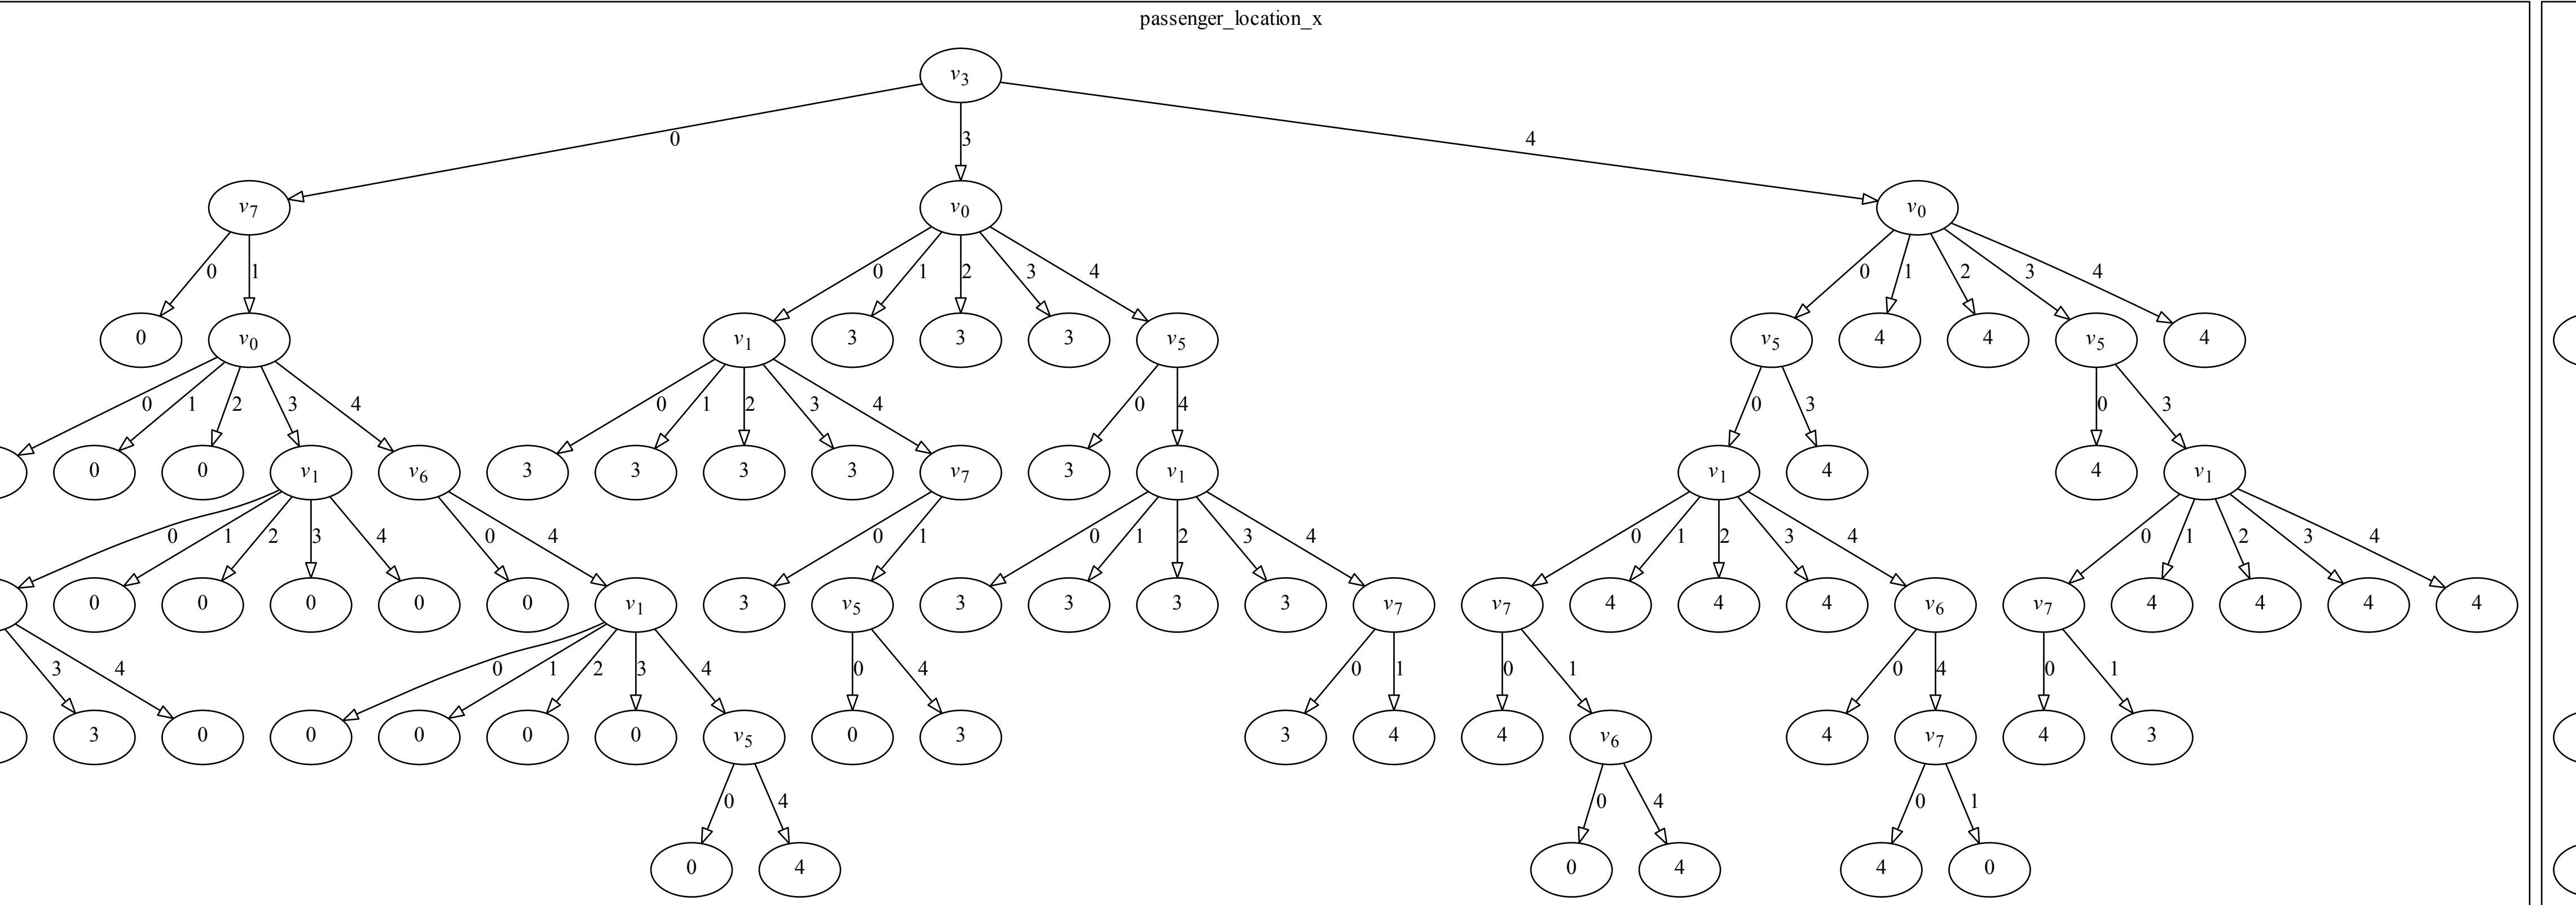 passenger_location_x
v3
0 3 4
v7 v0 v0
0 1 0 1 2 3 4 0 1 2 3 4
0 v0 v1 3 3 3 v5 v5 4 4 v5 4
0 1 2 3 4 0 1 2 3 4 0 4 0 3 0 3
0 0 v1 v6 3 3 3 3 v7 3 v1 v1 4 4 v1
0 1 2 3 4 0 4 0 1 0 1 2 3 4 0 1 2 3 4 0 1 2 3 4
0 0 0 0 0 v1 3 v5 3 3 3 3 v7 v7 4 4 4 v6 v7 4 4 4 4
3 4 0 1 2 3 4 0 4 0 1 0 1 0 4 0 1
3 0 0 0 0 0 v5 0 3 3 4 4 v6 4 v7 4 3
0 4 0 4 0 1
0 4 0 4 4 0